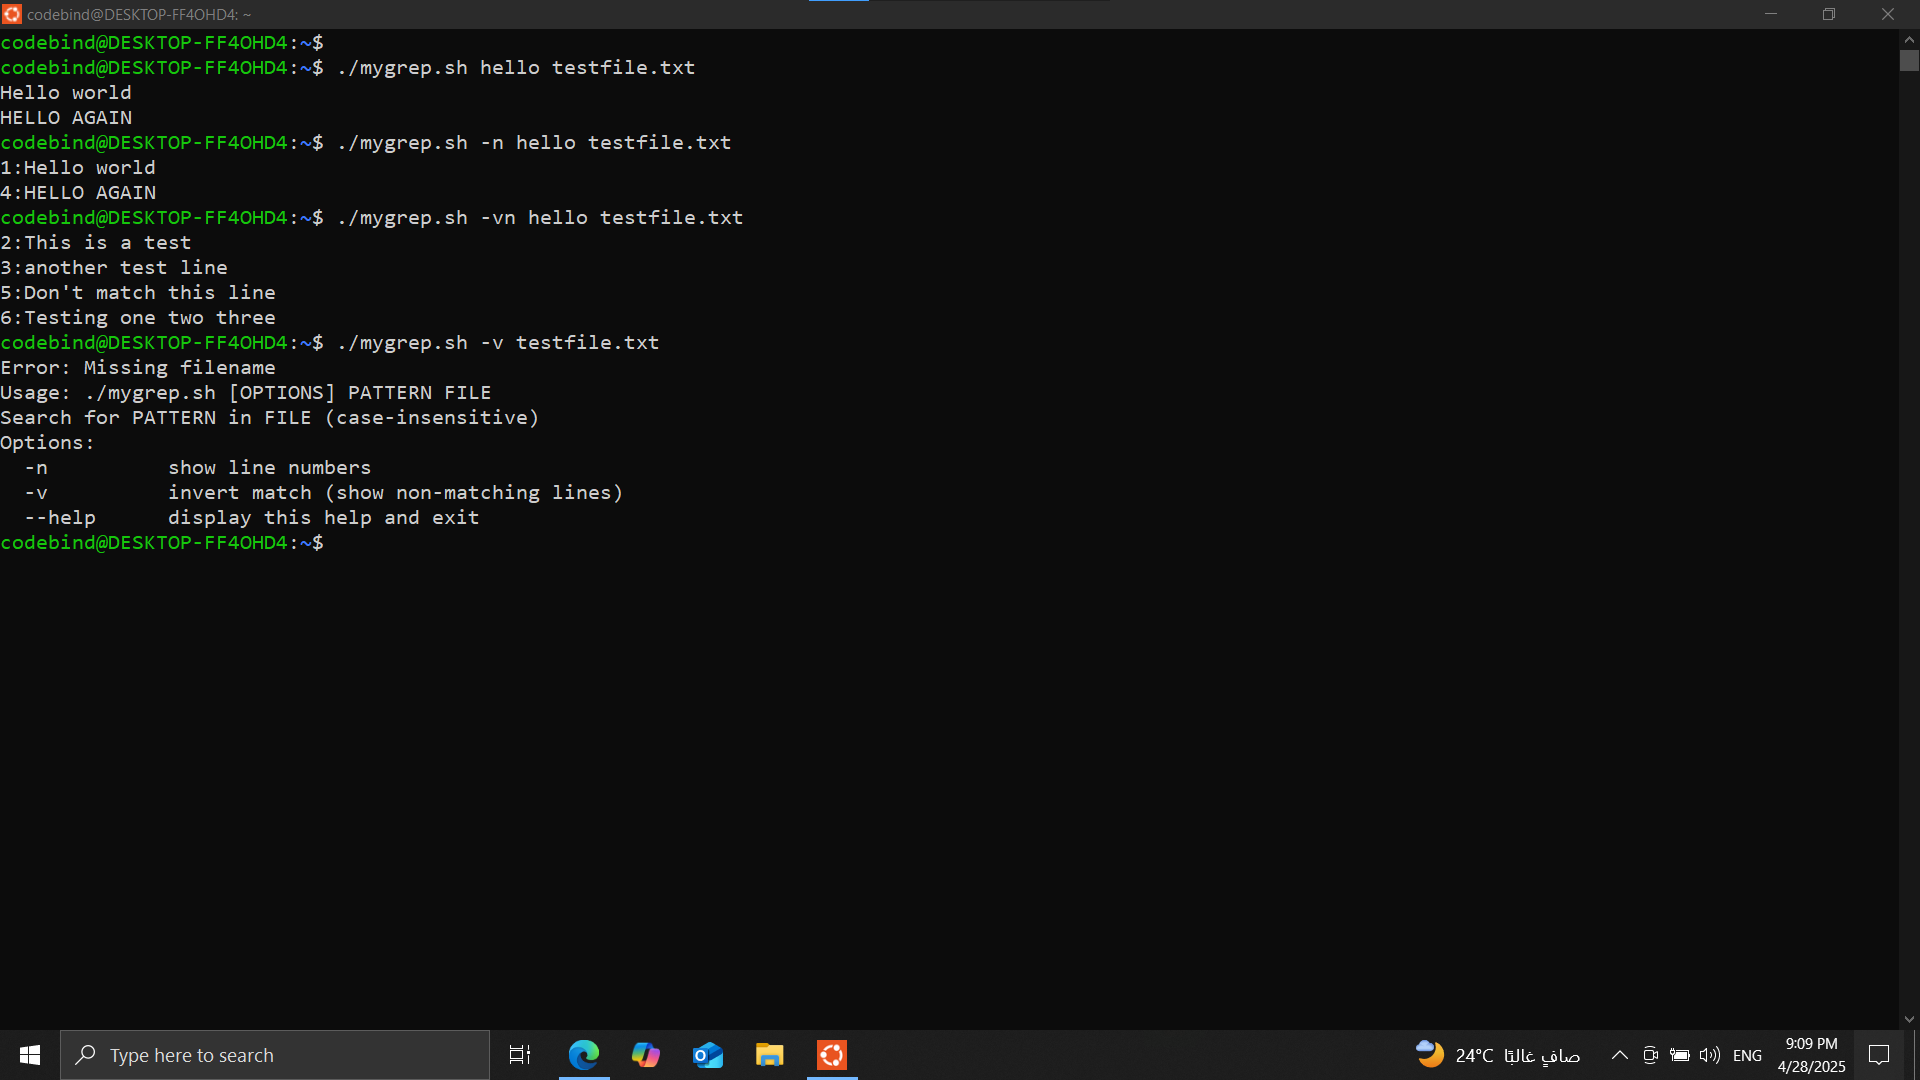 codebind@DESKTOP-FF4OHD4: ~
codebind@DESKTOP-FF4OHD4:~$
codebind@DESKTOP-FF4OHD4:~$ ./mygrep.sh hello testfile.txt
Hello world
HELLO AGAIN
codebind@DESKTOP-FF4OHD4:~$ ./mygrep.sh -n hello testfile.txt
1:Hello world
4:HELLO AGAIN
codebind@DESKTOP-FF4OHD4:~$ ./mygrep.sh -vn hello testfile.txt
2:This is a test
3:another test line
5:Don't match this line
6:Testing one two three
codebind@DESKTOP-FF4OHD4:~$ ./mygrep.sh -v testfile.txt
Error: Missing filename
Usage: ./mygrep.sh [OPTIONS] PATTERN FILE
Search for PATTERN in FILE (case-insensitive)
Options:
  -n          show line numbers
  -v          invert match (show non-matching lines)
  --help      display this help and exit
codebind@DESKTOP-FF4OHD4:~$
Type here to search
24°C صافٍ غالبًا
ENG
9:09 PM
4/28/2025